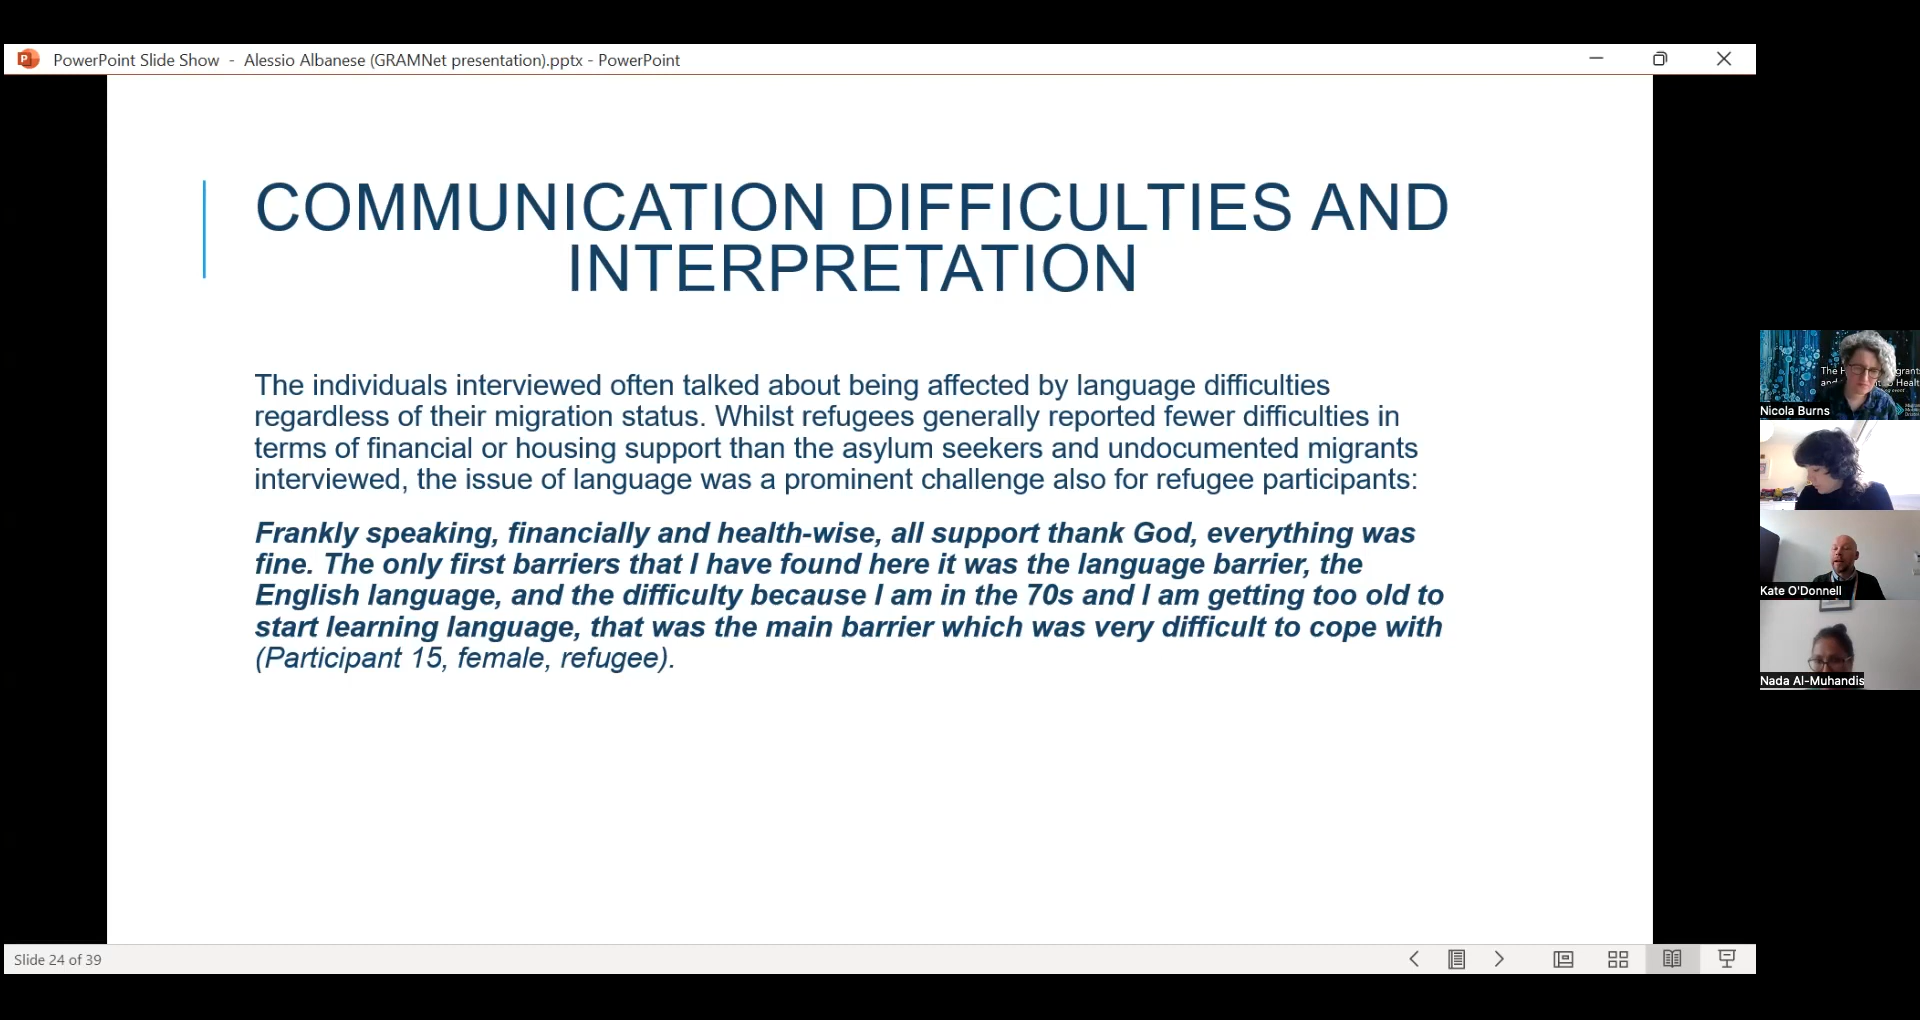 PowerPoint Slide Show - Alessio Albanese (GRAMNet presentation).pptx - PowerPoint
COMMUNICATION DIFFICULTIES AND
INTERPRETATION
The individuals interviewed often talked about being affected by language difficulties
regardless of their migration status. Whilst refugees generally reported fewer difficulties in
terms of financial or housing support than the asylum seekers and undocumented migrants
interviewed, the issue of language was a prominent challenge also for refugee participants:
Frankly speaking, financially and health-wise, all support thank God, everything was
fine. The only first barriers that I have found here it was the language barrier, the
English language, and the difficulty because I am in the 70s and I am getting too old to
start learning language, that was the main barrier which was very difficult to cope with
(Participant 15, female, refugee).
The H
Nicola Burns
Kate O'Donnell
Nada Al-Muhandis
Slide 24 of 39